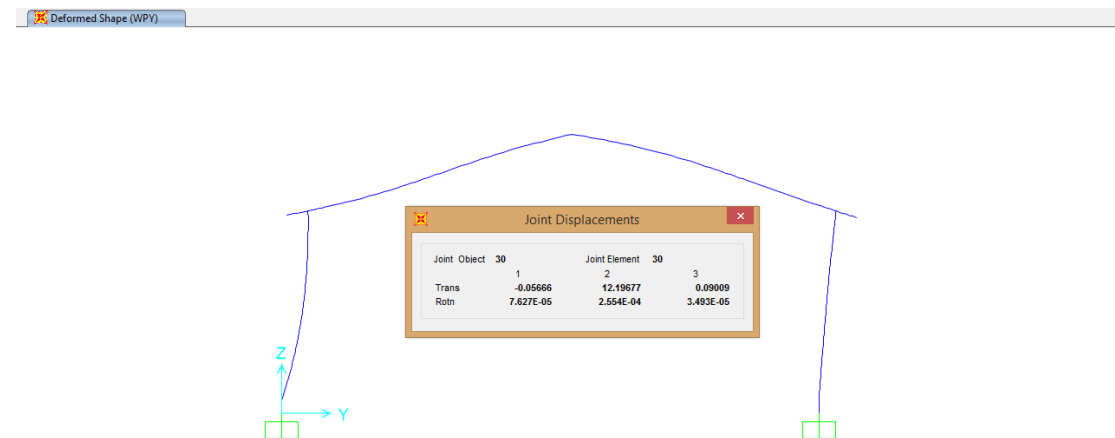 Deformed Shape (WPY)
Joint Displacements
Joint Object 30 Joint Element 30
1 2 3
Trans -0.05666 12.19677 0.09009
Rotn 7.627E-05 2.554E-04 3.493E-05
Z
Y